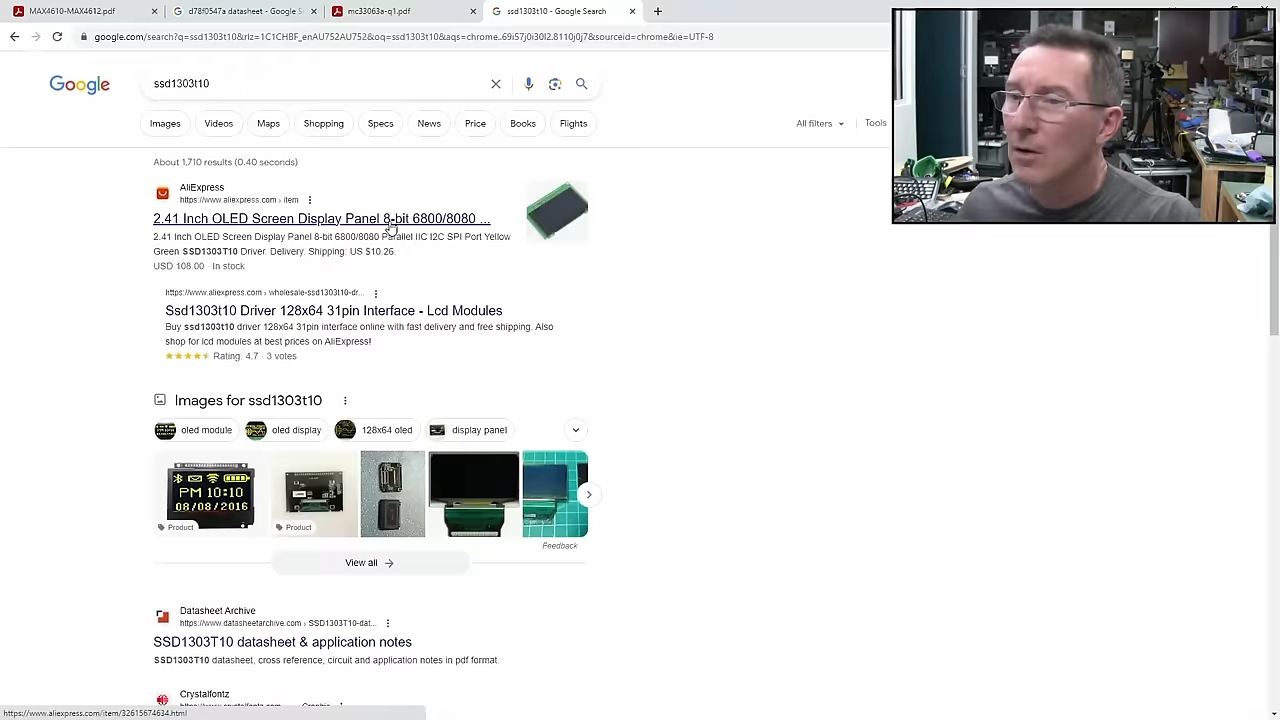 MAX4610-MAX4612.pdf
d78f0547a datasheet - Google S
mc33063a-q1.pdf
ssd1303t10 - Google Search
google.com/search?q=ssd1303t10&rlz=1C1CHBF_enAU752AU752&oq=ssd1303t10&aqs=chrome..69i57j0i30l2.8110j0j7&sourceid=chrome&ie=UTF-8
Google
ssd1303t10
Images
Videos
Maps
Shopping
Specs
News
Price
Books
Flights
All filters
Tools
About 1,710 results (0.40 seconds)
AliExpress
https://www.aliexpress.com › item
2.41 Inch OLED Screen Display Panel 8-bit 6800/8080 ...
2.41 Inch OLED Screen Display Panel 8-bit 6800/8080 Parallel IIC I2C SPI Port Yellow
Green SSD1303T10 Driver. Delivery. Shipping: US $10.26.
USD 108.00 · In stock
https://www.aliexpress.com › wholesale-ssd1303t10-dr...
Ssd1303t10 Driver 128x64 31pin Interface - Lcd Modules
Buy ssd1303t10 driver 128x64 31pin interface online with fast delivery and free shipping. Also
shop for lcd modules at best prices on AliExpress!
Rating: 4.7 · 3 votes
Images for ssd1303t10
oled module
oled display
128x64 oled
display panel
PM 10:10
08/08/2016
Product
Product
Feedback
View all
Datasheet Archive
https://www.datasheetarchive.com › SSD1303T10-dat...
SSD1303T10 datasheet & application notes
SSD1303T10 datasheet, cross reference, circuit and application notes in pdf format.
Crystalfontz
https://www.aliexpress.com/item/32615674634.html